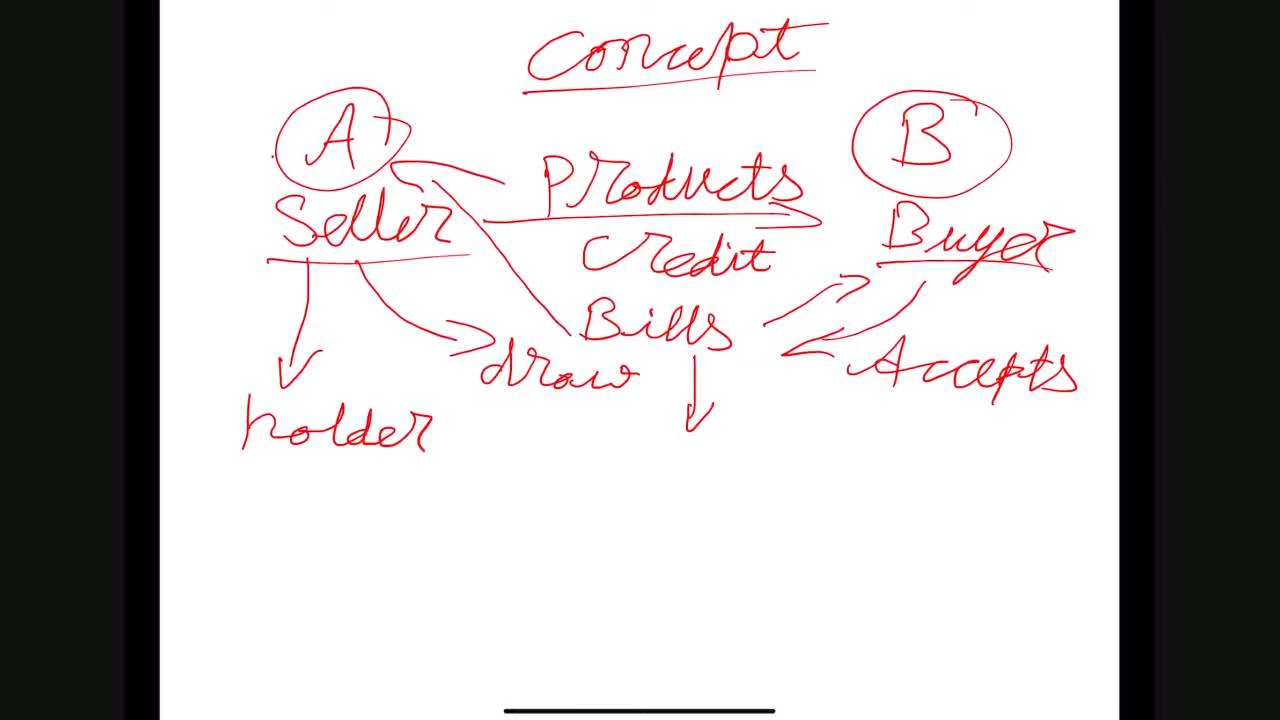 Concept
A B
Products
Seller Buyer
Credit
Bills
draw Accepts
holder